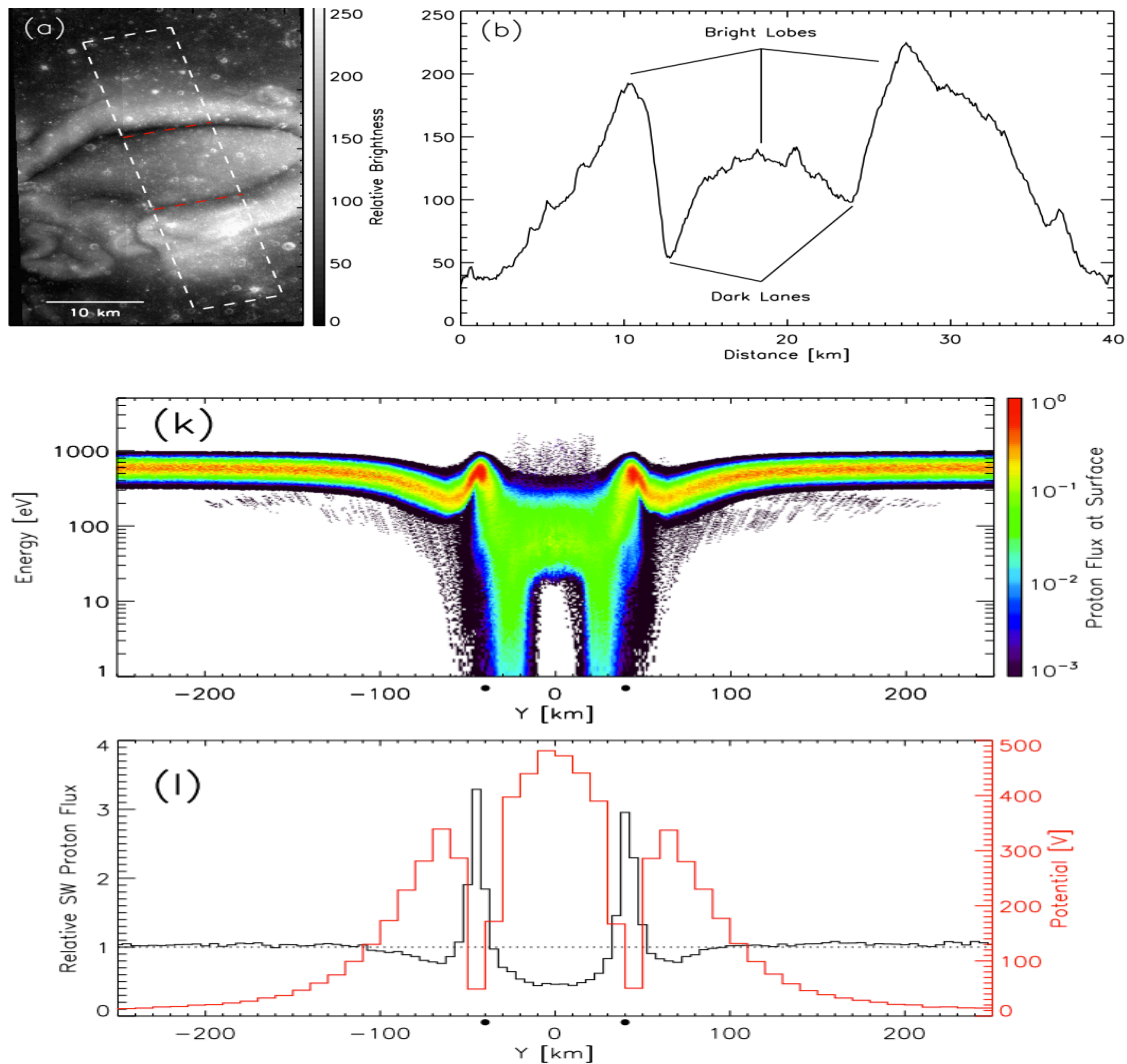 (a)
10 km
250
200
150
100
50
0
Relative Brightness
(b)
Bright Lobes
Dark Lanes
250
200
150
100
50
0
0 10 20 30 40
Distance [km]
(k)
1000
100
10
1
Energy [eV]
−200 −100 0 100 200
Y [km]
10⁰
10⁻¹
10⁻²
10⁻³
Proton Flux at Surface
(l)
4
3
2
1
0
Relative SW Proton Flux
500
400
300
200
100
0
Potential [V]
−200 −100 0 100 200
Y [km]